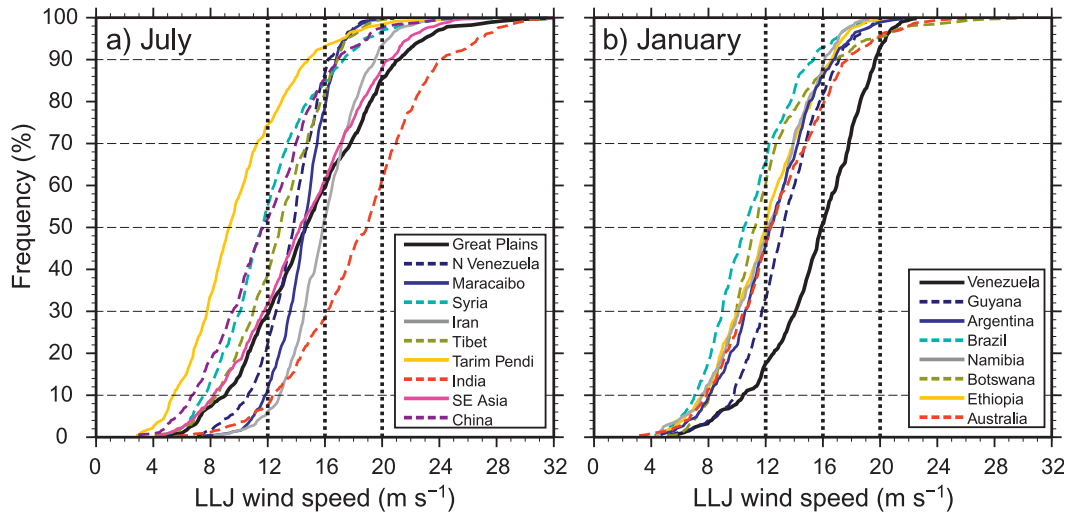 a) July
b) January
Frequency (%)
100
90
80
70
60
50
40
30
20
10
0
Great Plains
N Venezuela
Maracaibo
Syria
Iran
Tibet
Tarim Pendi
India
SE Asia
China
0 4 8 12 16 20 24 28 32
LLJ wind speed (m s⁻¹)
Venezuela
Guyana
Argentina
Brazil
Namibia
Botswana
Ethiopia
Australia
0 4 8 12 16 20 24 28 32
LLJ wind speed (m s⁻¹)